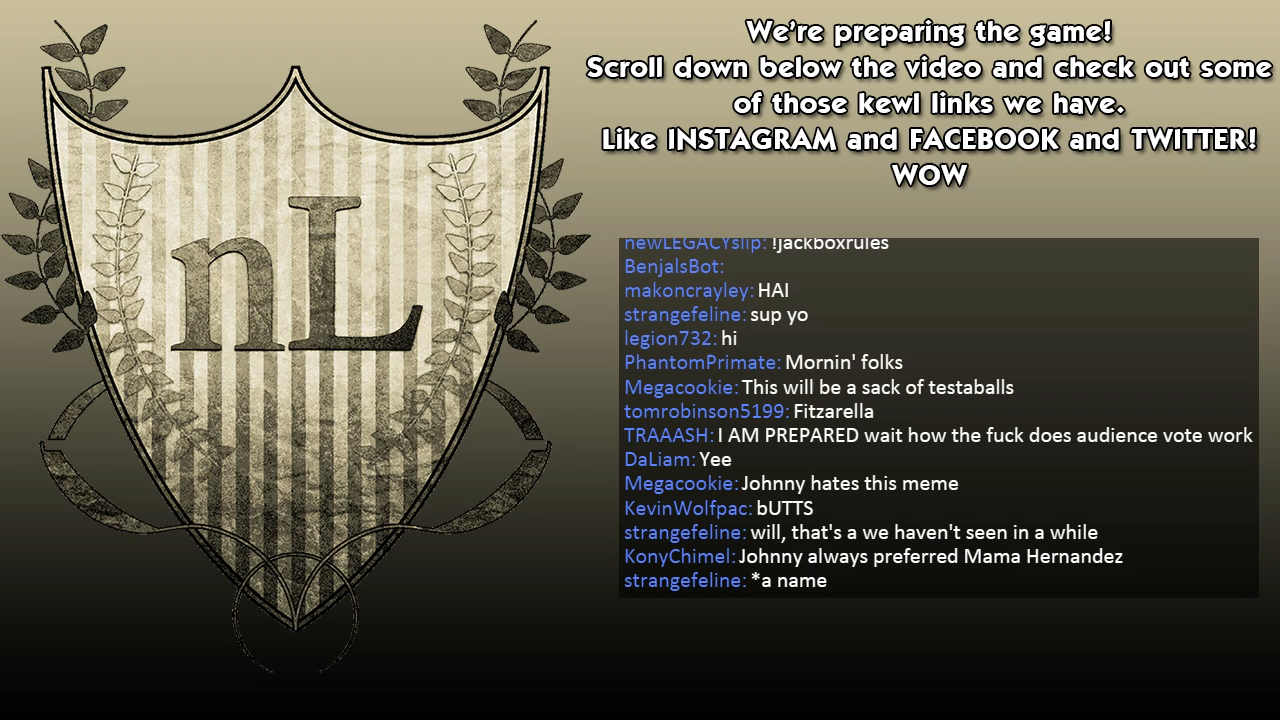 We're preparing the game!
Scroll down below the video and check out some
of those kewl links we have.
Like INSTAGRAM and FACEBOOK and TWITTER!
WOW
nL
newLEGACYslip: !jackboxrules
BenjalsBot:
makoncrayley: HAI
strangefeline: sup yo
legion732: hi
PhantomPrimate: Mornin' folks
Megacookie: This will be a sack of testaballs
tomrobinson5199: Fitzarella
TRAAASH: I AM PREPARED wait how the fuck does audience vote work
DaLiam: Yee
Megacookie: Johnny hates this meme
KevinWolfpac: bUTTS
strangefeline: will, that's a we haven't seen in a while
KonyChimel: Johnny always preferred Mama Hernandez
strangefeline: *a name